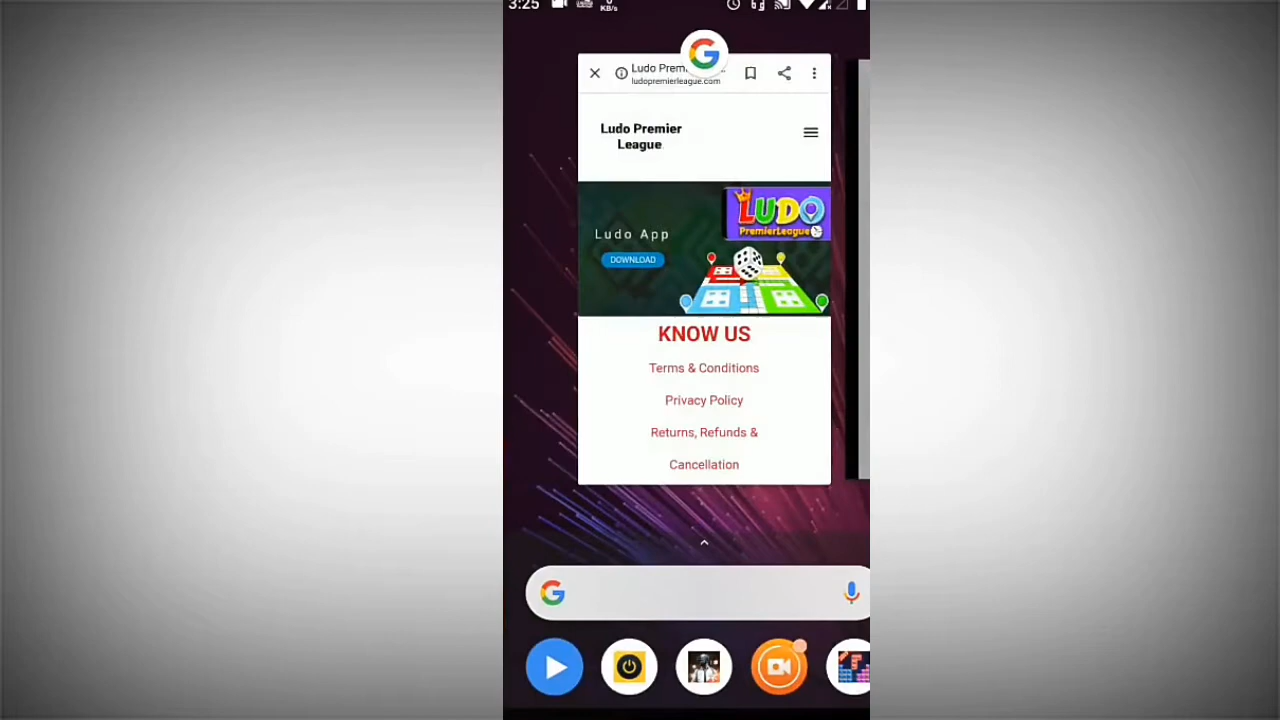 3:25
KB/s
Ludo Prem
ludopremierleague.com
Ludo Premier
League
LUDO
PremierLeague
Ludo App
DOWNLOAD
KNOW US
Terms & Conditions
Privacy Policy
Returns, Refunds &
Cancellation